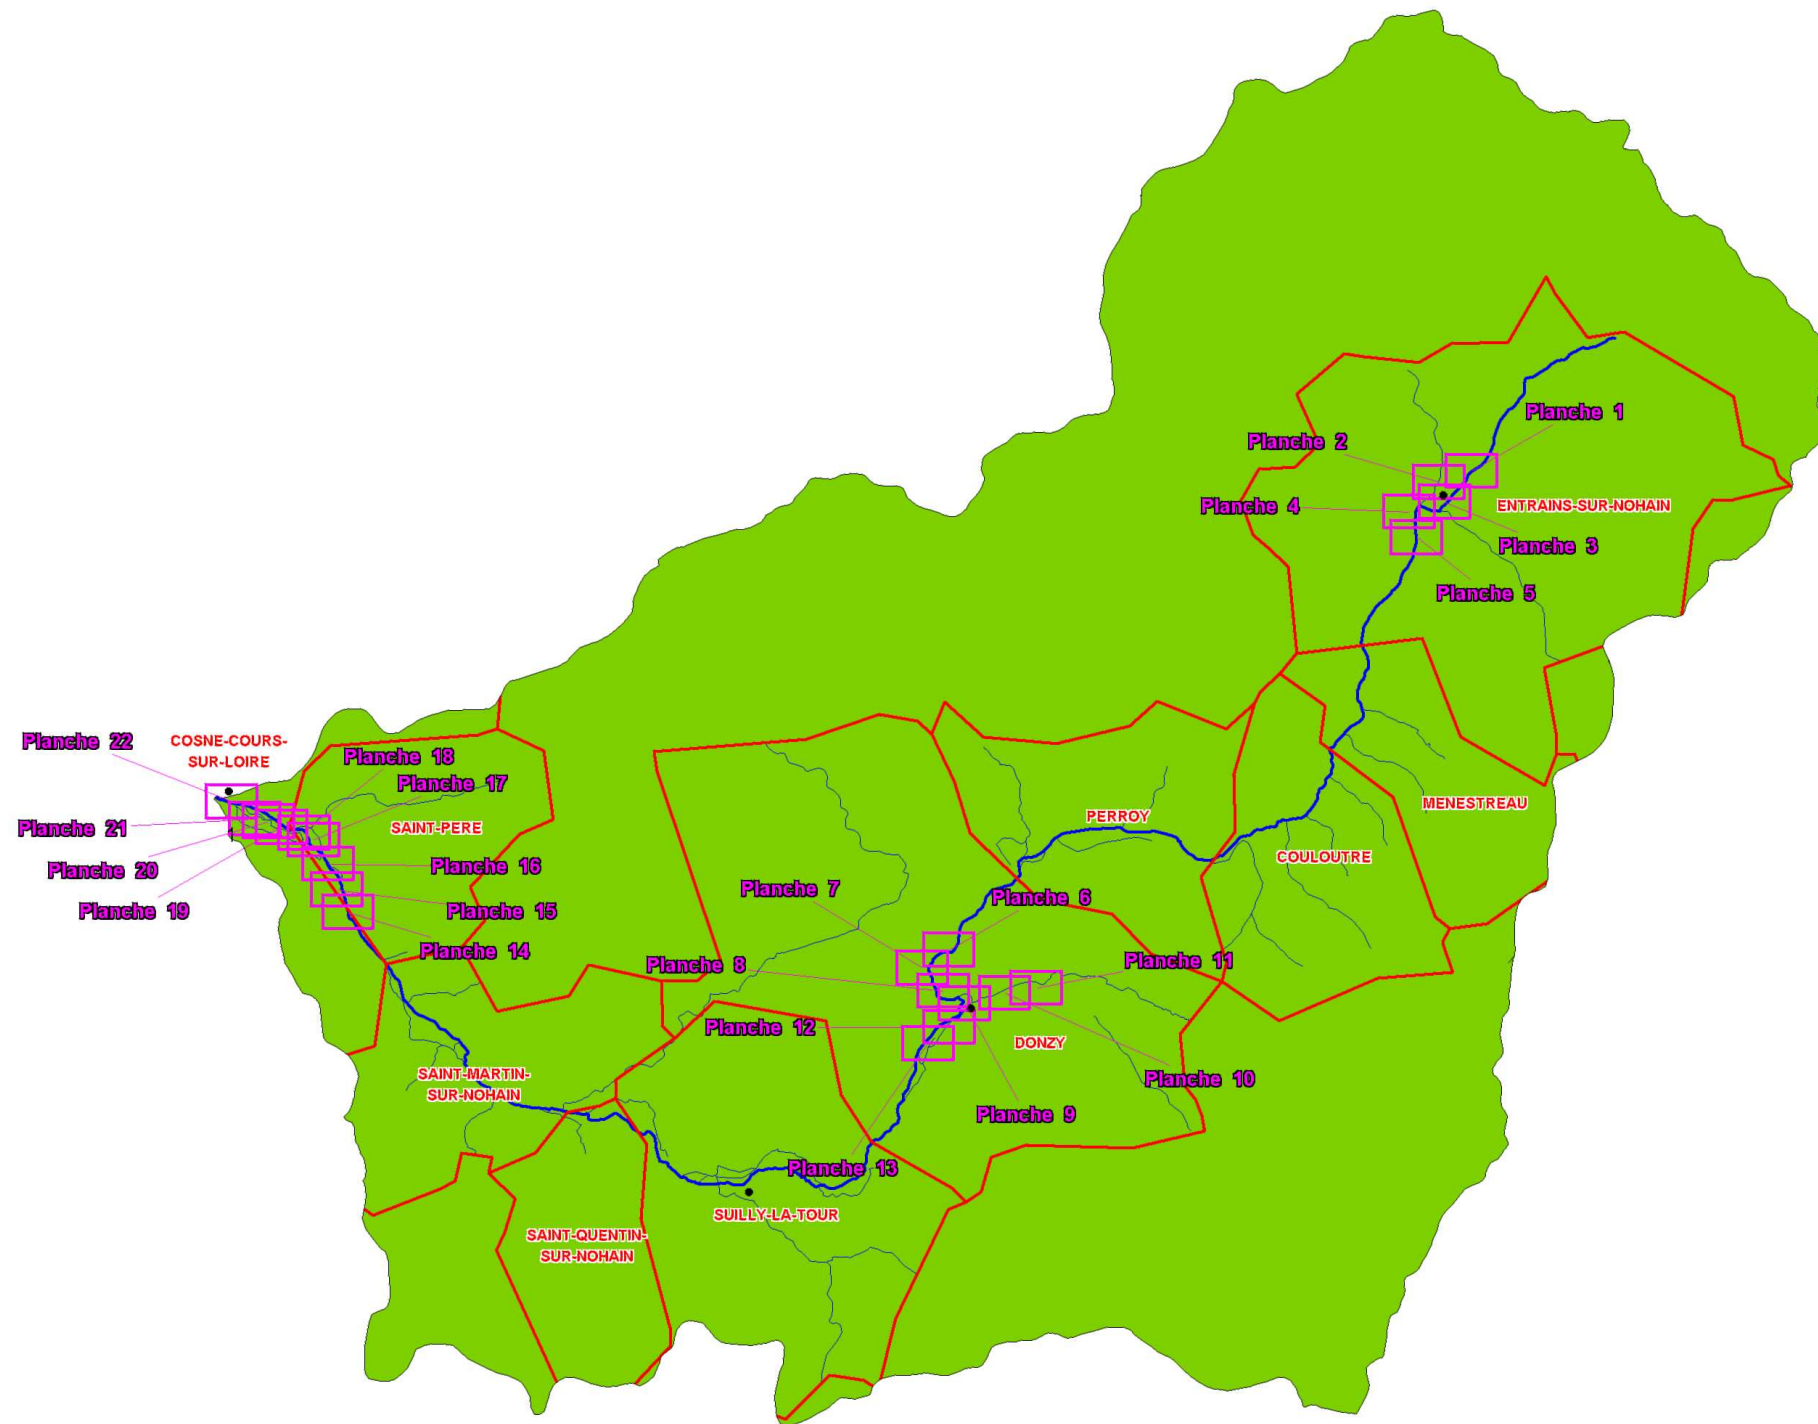 Planche 1
Planche 2
Planche 4
ENTRAINS-SUR-NOHAIN
Planche 3
Planche 5
Planche 22
COSNE-COURS-
SUR-LOIRE
Planche 18
Planche 17
MENESTREAU
PERROY
Planche 21
SAINT-PERE
COULOUTRE
Planche 20
Planche 16
Planche 19
Planche 15
Planche 7
Planche 6
Planche 14
Planche 8
Planche 11
Planche 12
DONZY
SAINT-MARTIN-
SUR-NOHAIN
Planche 10
Planche 9
Planche 13
SUILLY-LA-TOUR
SAINT-QUENTIN-
SUR-NOHAIN